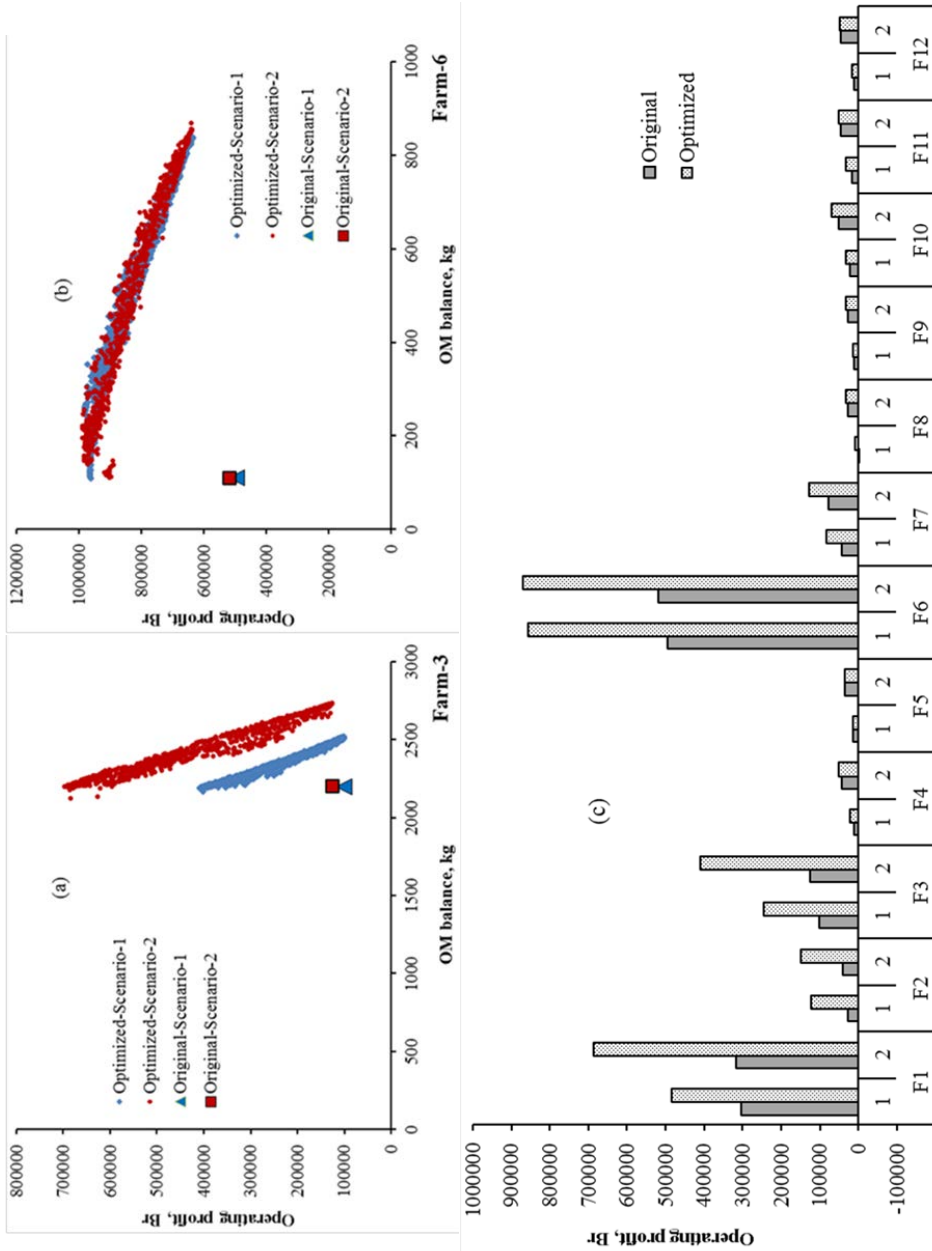 (a)
Operating profit, Br
800000
700000
600000
500000
400000
300000
200000
100000
0
500
1000
1500
2000
2500
3000
OM balance, kg
Farm-3
Optimized-Scenario-1
Optimized-Scenario-2
Original-Scenario-1
Original-Scenario-2
(b)
Operating profit, Br
1200000
1000000
800000
600000
400000
200000
0
0
200
400
600
800
1000
OM balance, kg
Farm-6
Optimized-Scenario-1
Optimized-Scenario-2
Original-Scenario-1
Original-Scenario-2
(c)
Operating profit, Br
1000000
900000
800000
700000
600000
500000
400000
300000
200000
100000
0
-100000
Original
Optimized
1 2 1 2 1 2 1 2 1 2 1 2 1 2 1 2 1 2 1 2 1 2 1 2
F1 F2 F3 F4 F5 F6 F7 F8 F9 F10 F11 F12